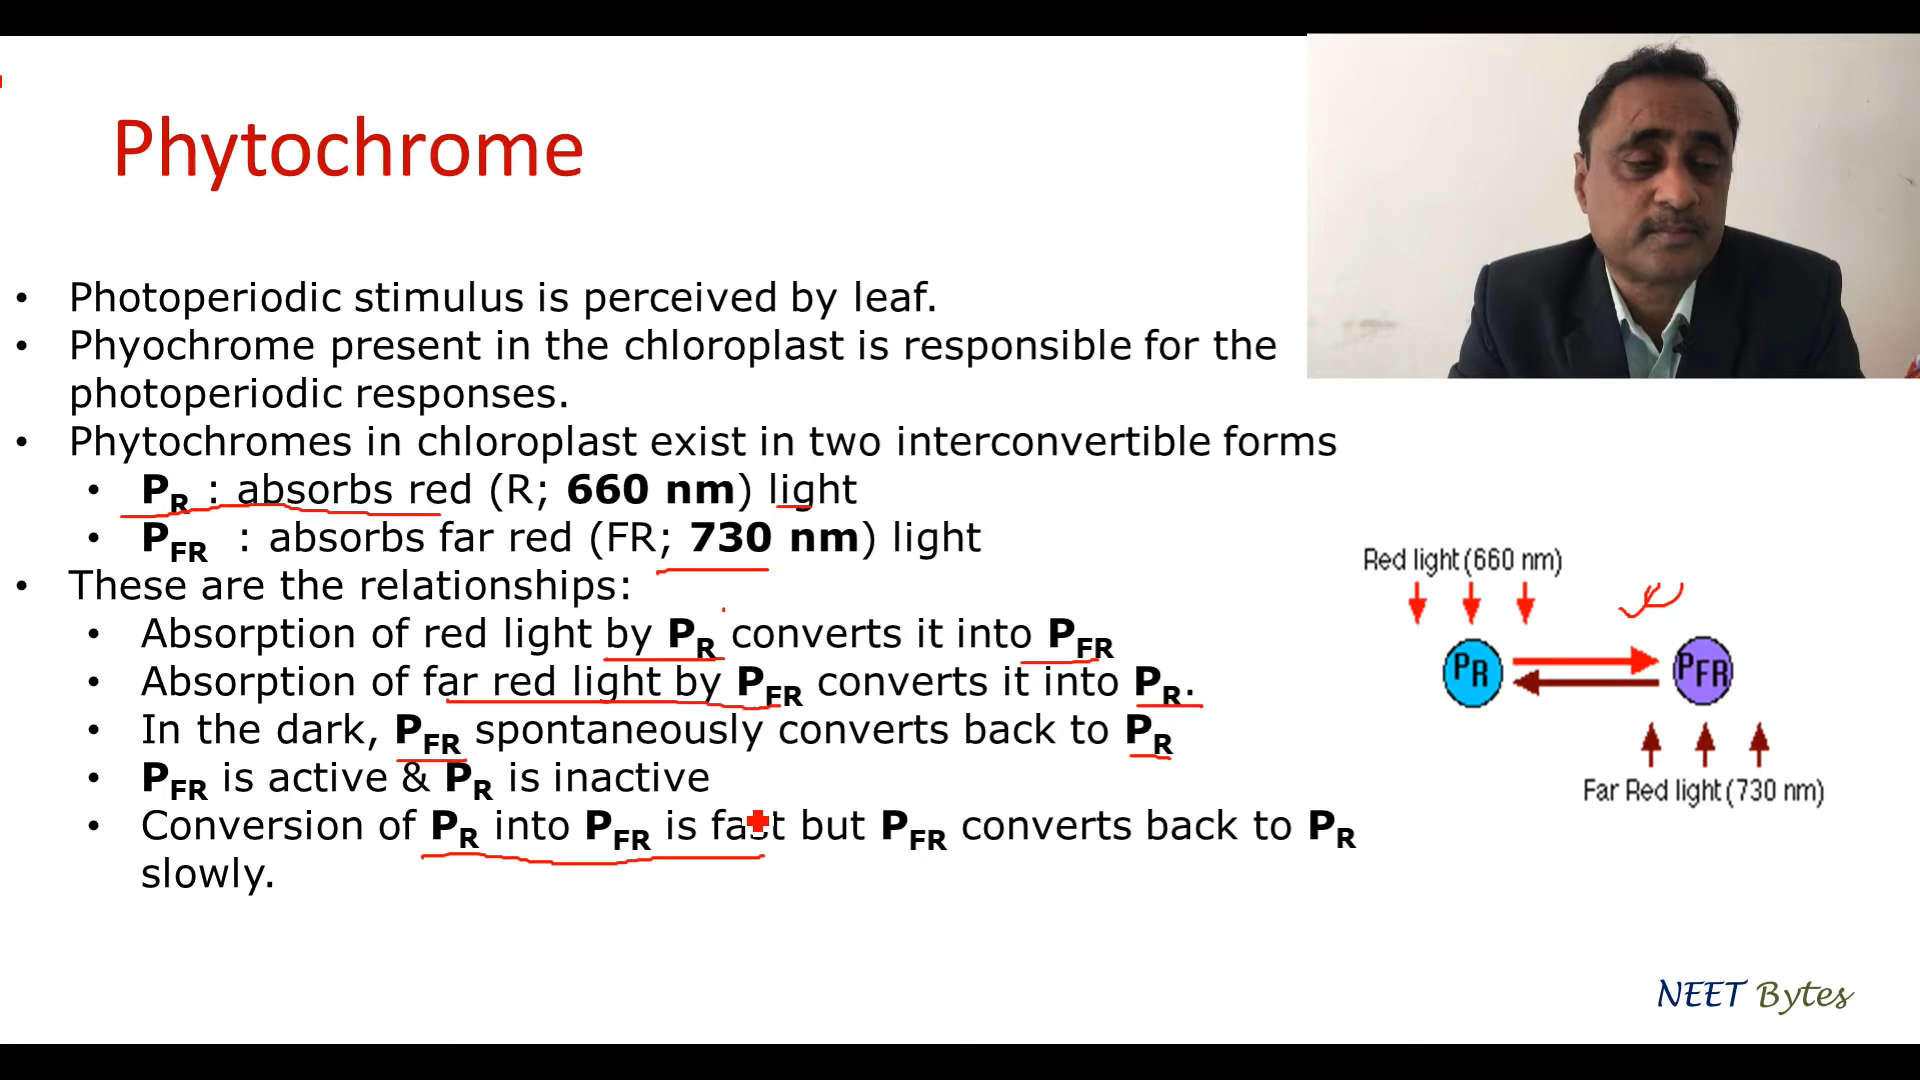 Phytochrome
• Photoperiodic stimulus is perceived by leaf.
• Phyochrome present in the chloroplast is responsible for the
photoperiodic responses.
• Phytochromes in chloroplast exist in two interconvertible forms
• PR : absorbs red (R; 660 nm) light
• PFR : absorbs far red (FR; 730 nm) light
• These are the relationships:
• Absorption of red light by PR converts it into PFR
• Absorption of far red light by PFR converts it into PR.
• In the dark, PFR spontaneously converts back to PR
• PFR is active & PR is inactive
• Conversion of PR into PFR is fast but PFR converts back to PR
slowly.
Red light (660 nm)
PR
PFR
Far Red light (730 nm)
NEET Bytes